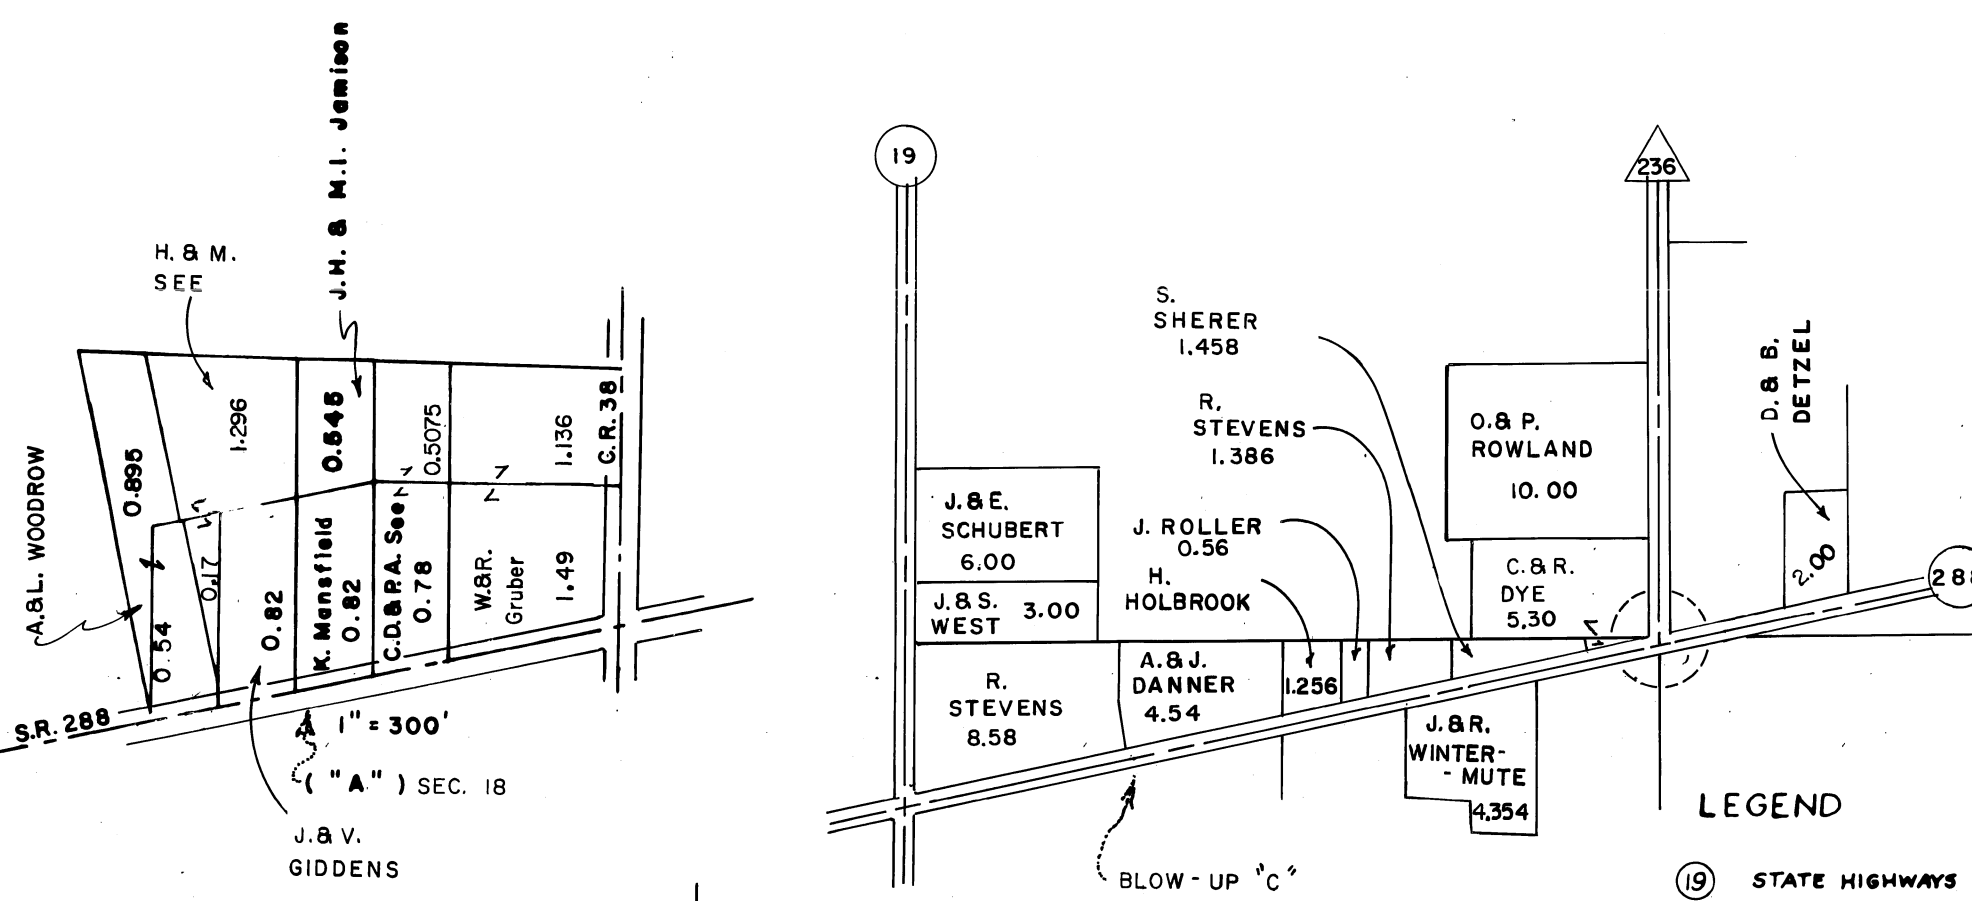 J.H. & M.I. Jamison
H. & M.
SEE
A.& L. WOODROW
0.895
1.296
0.545
0.5075
1.136
C.R. 38
0.54
0.17
0.82
K. Mansfield
0.82
C.D.& P.A. See
0.78
W.& R.
Gruber
1.49
S.R. 288
1" = 300'
( "A" ) SEC. 18
J. & V.
GIDDENS
19
236
S.
SHERER
1.458
R.
STEVENS
1.386
J. ROLLER
0.56
H.
HOLBROOK
O.& P.
ROWLAND
10.00
D. & B.
DETZEL
2.00
288
J. & E.
SCHUBERT
6.00
J. & S.
WEST
3.00
C. & R.
DYE
5.30
R.
STEVENS
8.58
A. & J.
DANNER
4.54
1.256
J. & R.
WINTER-
- MUTE
4.354
BLOW - UP "C"
LEGEND
19 STATE HIGHWAYS